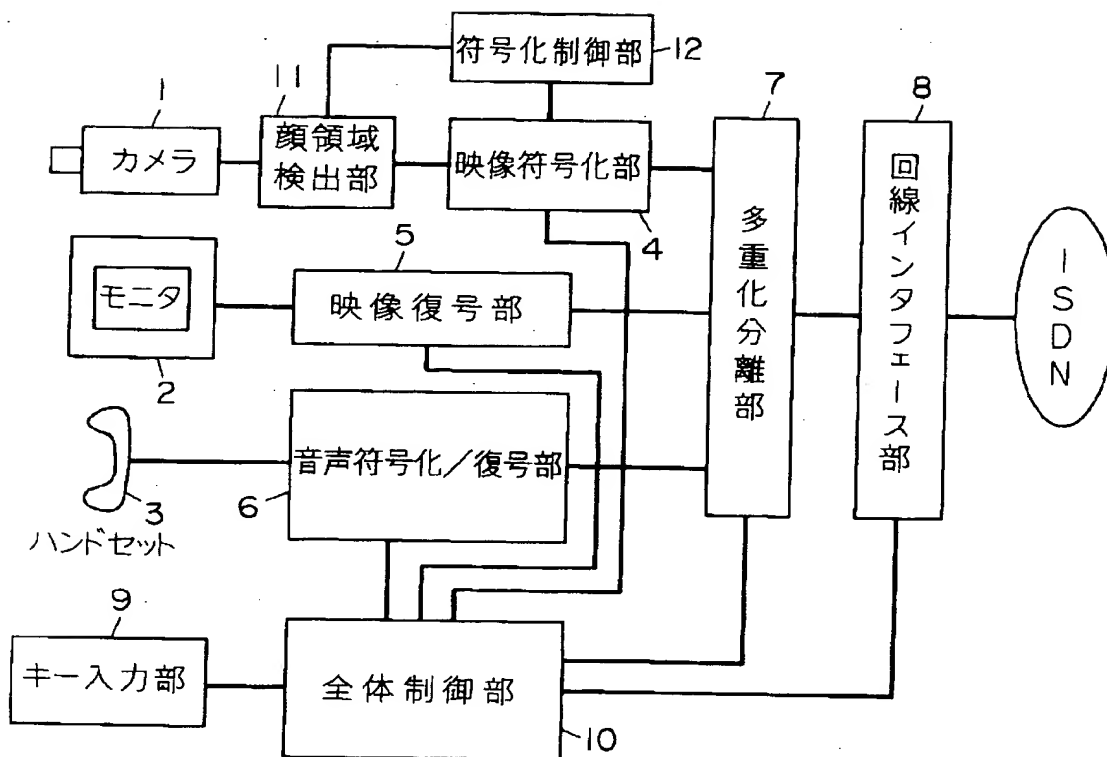 符号化制御部
12
1
11
7
8
カメラ
顔領域
検出部
映像符号化部
4
5
モニタ
2
映像復号部
多重化分離部
回線インタフェース部
ISDN
音声符号化／復号部
6
3
ハンドセット
9
キー入力部
全体制御部
10